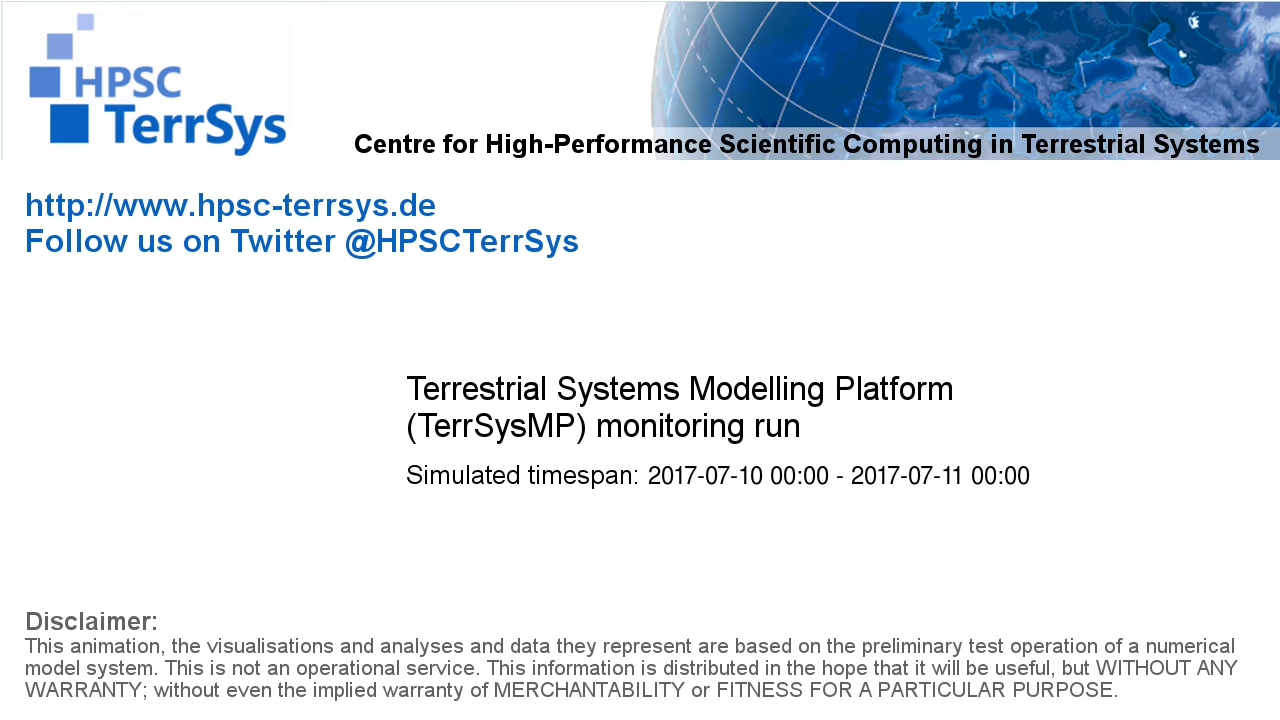 HPSC
TerrSys
Centre for High-Performance Scientific Computing in Terrestrial Systems
http://www.hpsc-terrsys.de
Follow us on Twitter @HPSCTerrSys
Terrestrial Systems Modelling Platform
(TerrSysMP) monitoring run
Simulated timespan: 2017-07-10 00:00 - 2017-07-11 00:00
Disclaimer:
This animation, the visualisations and analyses and data they represent are based on the preliminary test operation of a numerical
model system. This is not an operational service. This information is distributed in the hope that it will be useful, but WITHOUT ANY
WARRANTY; without even the implied warranty of MERCHANTABILITY or FITNESS FOR A PARTICULAR PURPOSE.